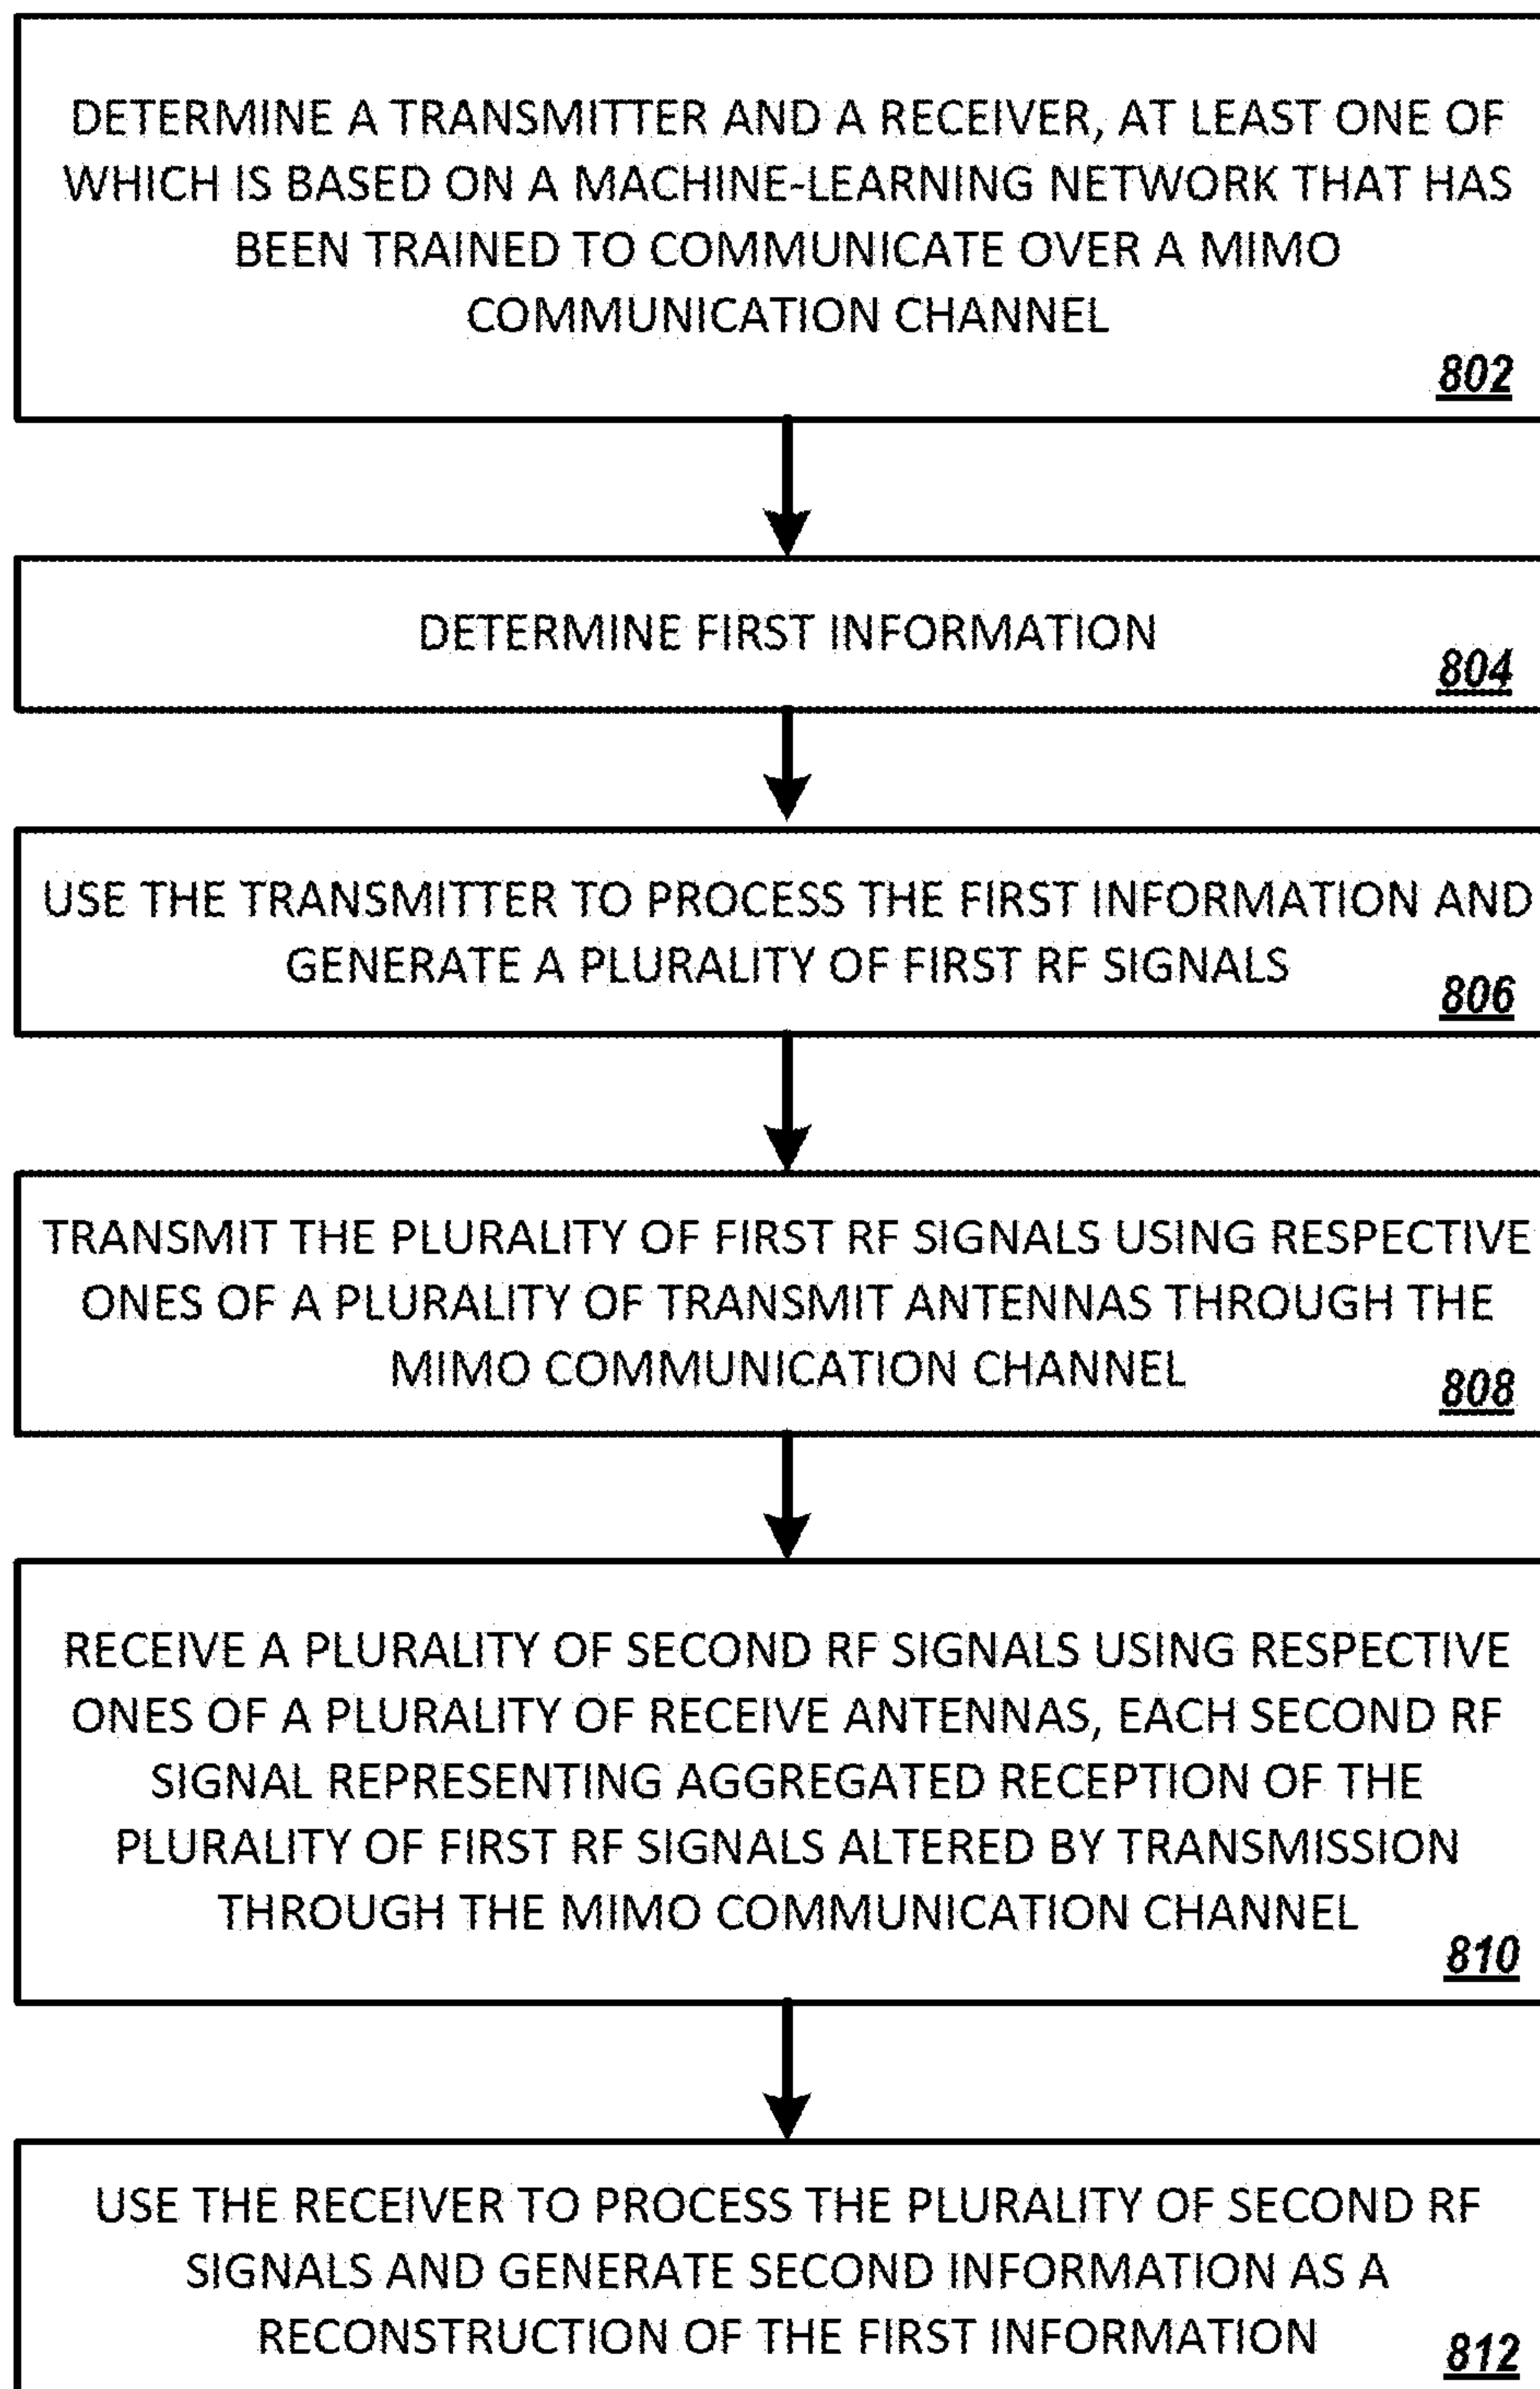 DETERMINE A TRANSMITTER AND A RECEIVER, AT LEAST ONE OF
WHICH IS BASED ON A MACHINE-LEARNING NETWORK THAT HAS
BEEN TRAINED TO COMMUNICATE OVER A MIMO
COMMUNICATION CHANNEL
802
DETERMINE FIRST INFORMATION
804
USE THE TRANSMITTER TO PROCESS THE FIRST INFORMATION AND
GENERATE A PLURALITY OF FIRST RF SIGNALS
806
TRANSMIT THE PLURALITY OF FIRST RF SIGNALS USING RESPECTIVE
ONES OF A PLURALITY OF TRANSMIT ANTENNAS THROUGH THE
MIMO COMMUNICATION CHANNEL
808
RECEIVE A PLURALITY OF SECOND RF SIGNALS USING RESPECTIVE
ONES OF A PLURALITY OF RECEIVE ANTENNAS, EACH SECOND RF
SIGNAL REPRESENTING AGGREGATED RECEPTION OF THE
PLURALITY OF FIRST RF SIGNALS ALTERED BY TRANSMISSION
THROUGH THE MIMO COMMUNICATION CHANNEL
810
USE THE RECEIVER TO PROCESS THE PLURALITY OF SECOND RF
SIGNALS AND GENERATE SECOND INFORMATION AS A
RECONSTRUCTION OF THE FIRST INFORMATION
812